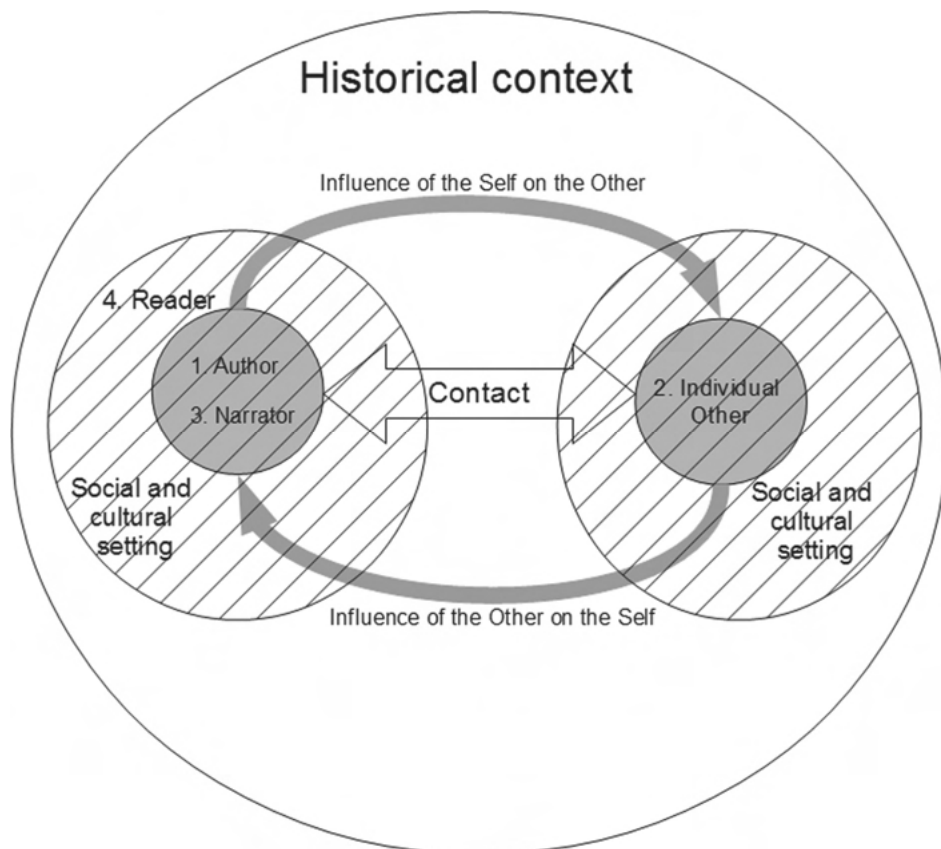 Historical context
Influence of the Self on the Other
4. Reader
1. Author
3. Narrator
Contact
2. Individual
Other
Social and
cultural
setting
Social and
cultural
setting
Influence of the Other on the Self